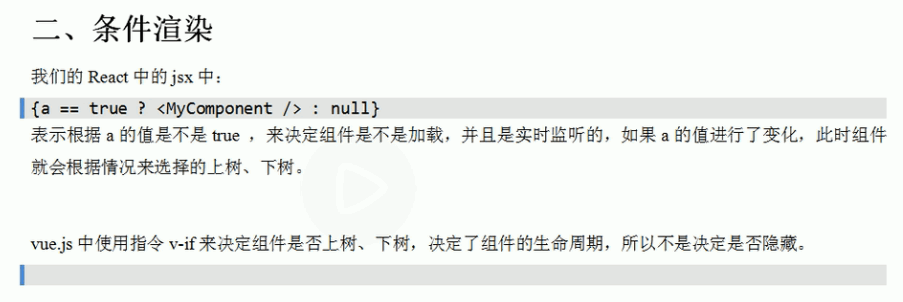 二、条件渲染
我们的 React 中的 jsx 中：
{a == true ? <MyComponent /> : null}
表示根据 a 的值是不是 true ，来决定组件是不是加载，并且是实时监听的，如果 a 的值进行了变化，此时组件
就会根据情况来选择的上树、下树。
vue.js 中使用指令 v-if 来决定组件是否上树、下树，决定了组件的生命周期，所以不是决定是否隐藏。